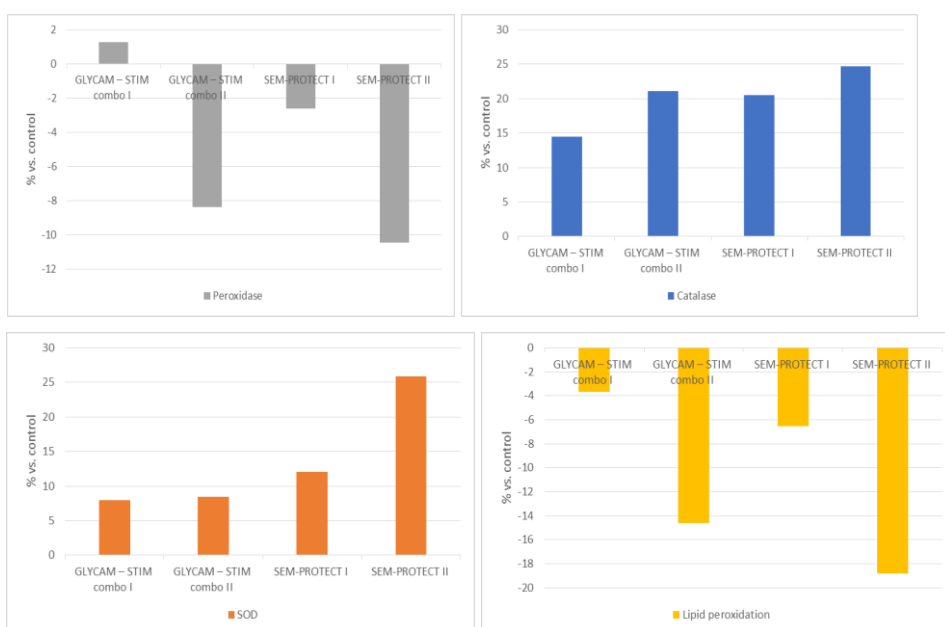 2
0
-2
-4
-6
-8
-10
-12
% vs. control
GLYCAM – STIM combo I
GLYCAM – STIM combo II
SEM-PROTECT I
SEM-PROTECT II
Peroxidase
30
25
20
15
10
5
0
% vs. control
GLYCAM – STIM combo I
GLYCAM – STIM combo II
SEM-PROTECT I
SEM-PROTECT II
Catalase
30
25
20
15
10
5
0
% vs. control
GLYCAM – STIM combo I
GLYCAM – STIM combo II
SEM-PROTECT I
SEM-PROTECT II
SOD
0
-2
-4
-6
-8
-10
-12
-14
-16
-18
-20
% vs. control
GLYCAM – STIM combo I
GLYCAM – STIM combo II
SEM-PROTECT I
SEM-PROTECT II
Lipid peroxidation